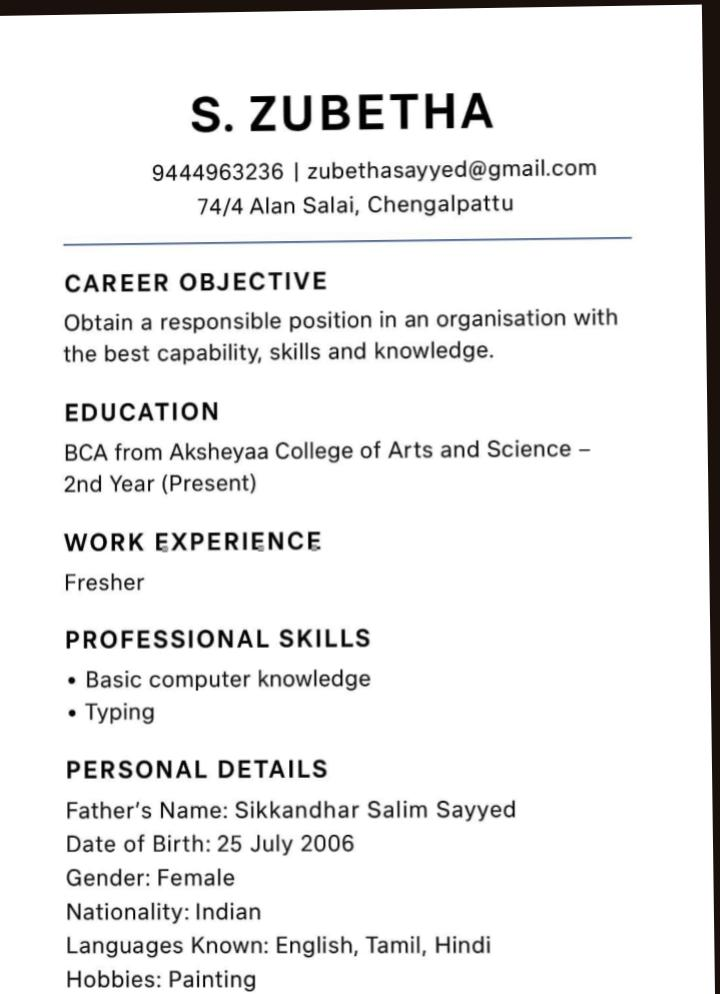 S. ZUBETHA
9444963236 | zubethasayyed@gmail.com
74/4 Alan Salai, Chengalpattu
CAREER OBJECTIVE
Obtain a responsible position in an organisation with
the best capability, skills and knowledge.
EDUCATION
BCA from Aksheyaa College of Arts and Science –
2nd Year (Present)
WORK EXPERIENCE
Fresher
PROFESSIONAL SKILLS
• Basic computer knowledge
• Typing
PERSONAL DETAILS
Father’s Name: Sikkandhar Salim Sayyed
Date of Birth: 25 July 2006
Gender: Female
Nationality: Indian
Languages Known: English, Tamil, Hindi
Hobbies: Painting